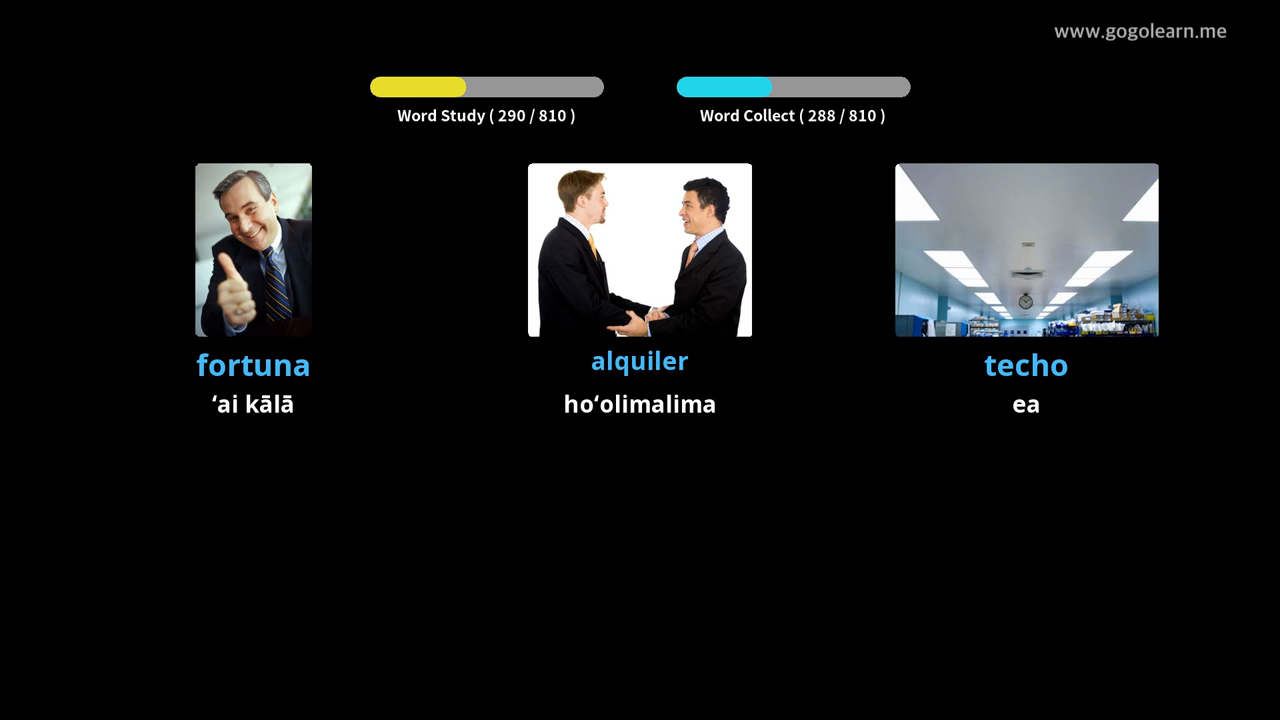 www.gogolearn.me
Word Study ( 290 / 810 )
Word Collect ( 288 / 810 )
fortuna
alquiler
techo
ʻai kālā
hoʻolimalima
ea